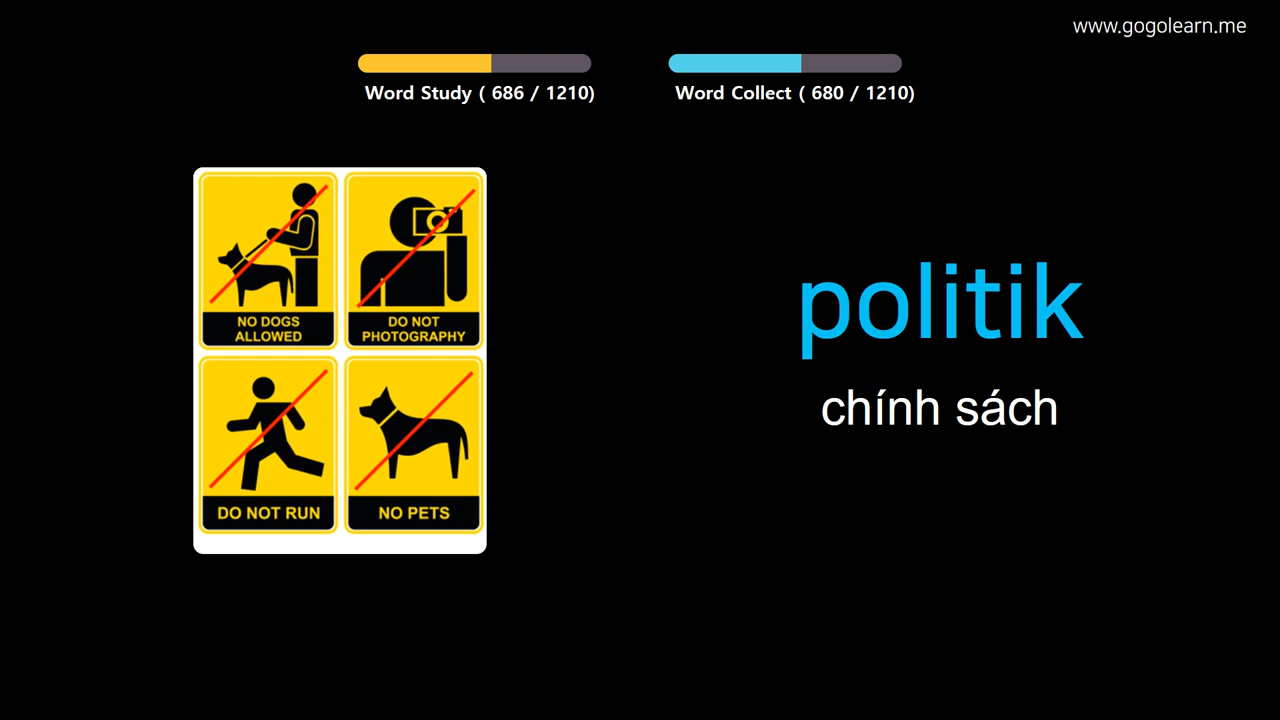 www.gogolearn.me
Word Study ( 686 / 1210)
Word Collect ( 680 / 1210)
NO DOGS
ALLOWED
DO NOT
PHOTOGRAPHY
DO NOT RUN
NO PETS
politik
chính sách